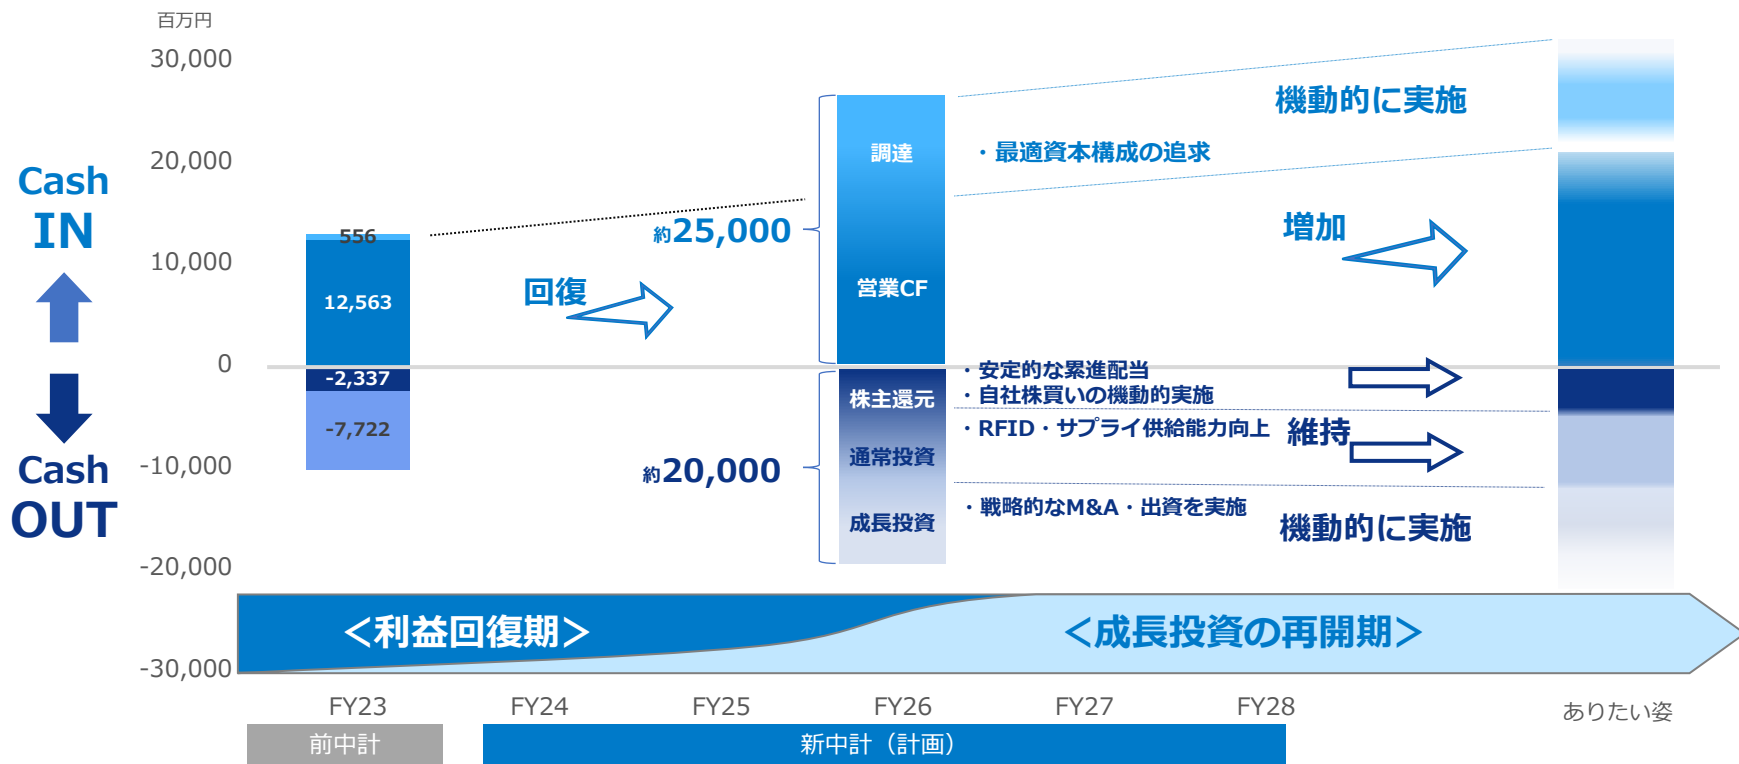 百万円
30,000
20,000
10,000
0
-10,000
-20,000
-30,000
Cash
IN
Cash
OUT
556
12,563
-2,337
-7,722
回復
約25,000
約20,000
調達
営業CF
株主還元
通常投資
成長投資
・最適資本構成の追求
機動的に実施
増加
・安定的な累進配当
・自社株買いの機動的実施
・RFID・サプライ供給能力向上
維持
・戦略的なM&A・出資を実施
機動的に実施
＜利益回復期＞
＜成長投資の再開期＞
FY23
FY24
FY25
FY26
FY27
FY28
ありたい姿
前中計
新中計（計画）